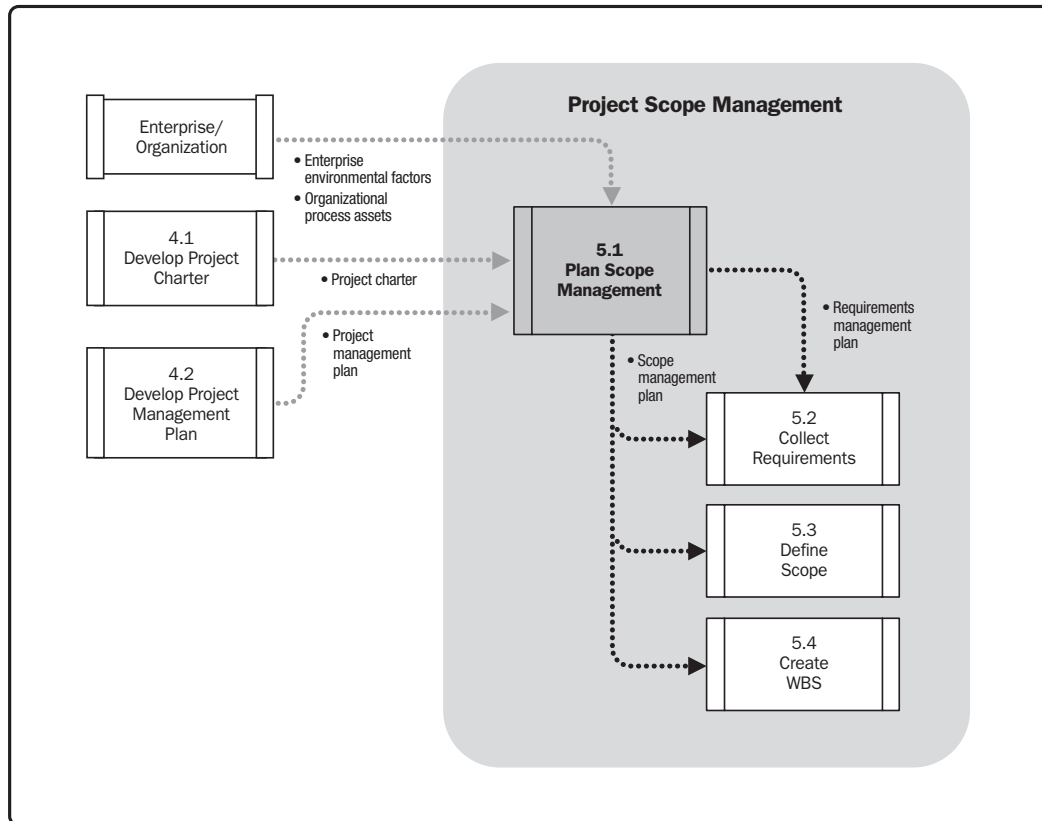 Project Scope Management
Enterprise/
Organization
• Enterprise
environmental factors
• Organizational
process assets
4.1
Develop Project
Charter
• Project charter
4.2
Develop Project
Management
Plan
• Project
management
plan
5.1
Plan Scope
Management
• Requirements
management
plan
• Scope
management
plan
5.2
Collect
Requirements
5.3
Define
Scope
5.4
Create
WBS